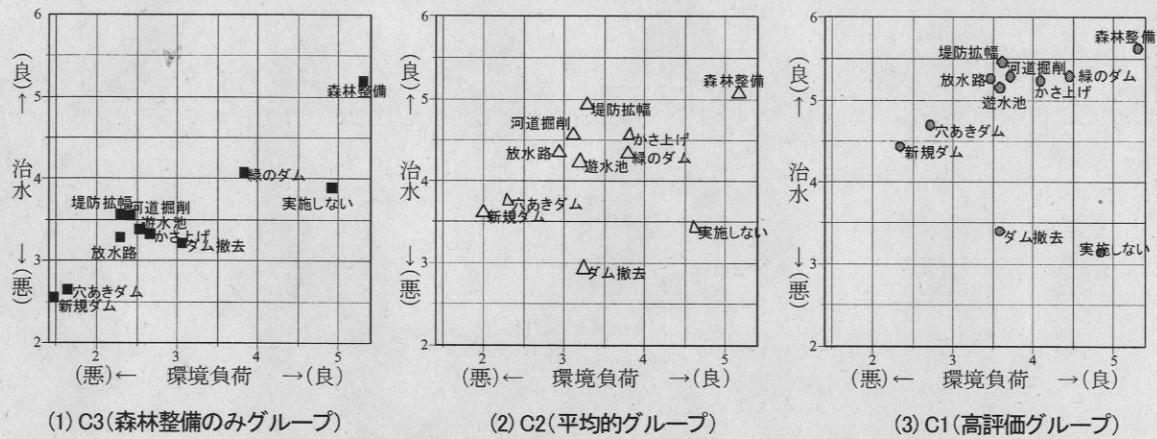 6
5
4
3
2
(良)
↑
治水
↓
(悪)
森林整備
緑のダム
実施しない
堤防拡幅
河道掘削
遊水池
かさ上げ
放水路
ダム撤去
穴あきダム
新規ダム
2 3 4 5
(悪)← 環境負荷 →(良)
(1) C3(森林整備のみグループ)
6
5
4
3
2
(良)
↑
治水
↓
(悪)
森林整備
堤防拡幅
河道掘削
かさ上げ
放水路
緑のダム
遊水池
穴あきダム
新規ダム
実施しない
ダム撤去
2 3 4 5
(悪)← 環境負荷 →(良)
(2) C2(平均的グループ)
6
5
4
3
2
(良)
↑
治水
↓
(悪)
森林整備
堤防拡幅
河道掘削
放水路
緑のダム
かさ上げ
遊水池
穴あきダム
新規ダム
ダム撤去
実施しない
2 3 4 5
(悪)← 環境負荷 →(良)
(3) C1(高評価グループ)